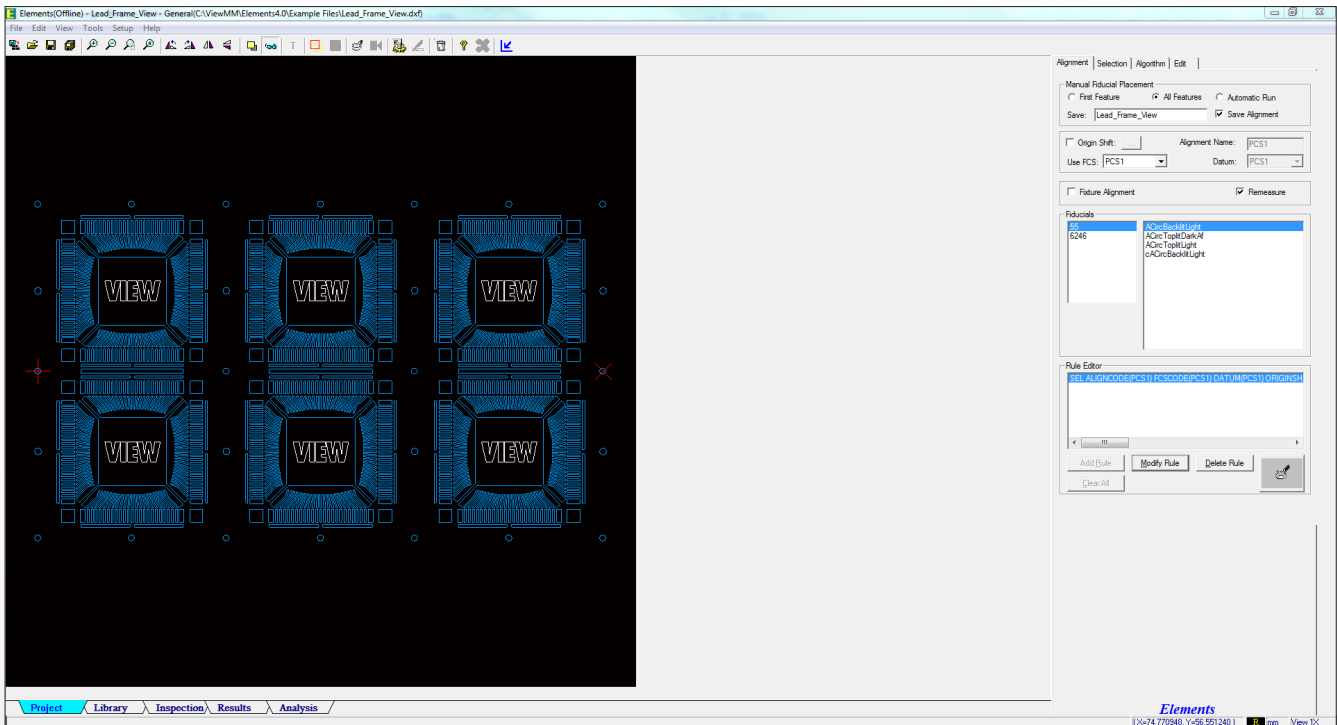 Elements(Offline) - Lead_Frame_View - General(C:\ViewMM\Elements4.0\Example Files\Lead_Frame_View.dxf)
File Edit View Tools Setup Help
T
Alignment Selection Algorithm Edit
Manual Fiducial Placement
First Feature All Features Automatic Run
Save: Lead_Frame_View Save Alignment
Origin Shift: ... Alignment Name: PCS1
Use FCS: PCS1 Datum: PCS1
Fixture Alignment Remeasure
Fiducials
55 ACircBacklitLight
6246 ACircToplitDarkAf
ACircToplitLight
cACircBacklitLight
VIEW VIEW VIEW
Rule Editor
SEL ALIGNCODE(PCS1) FCSCODE(PCS1) DATUM(PCS1) ORIGINSH
VIEW VIEW VIEW
Add Rule Modify Rule Delete Rule
Clear All
Project Library Inspection Results Analysis
Elements
(X=74.770948, Y=56.551240) R mm View 1X